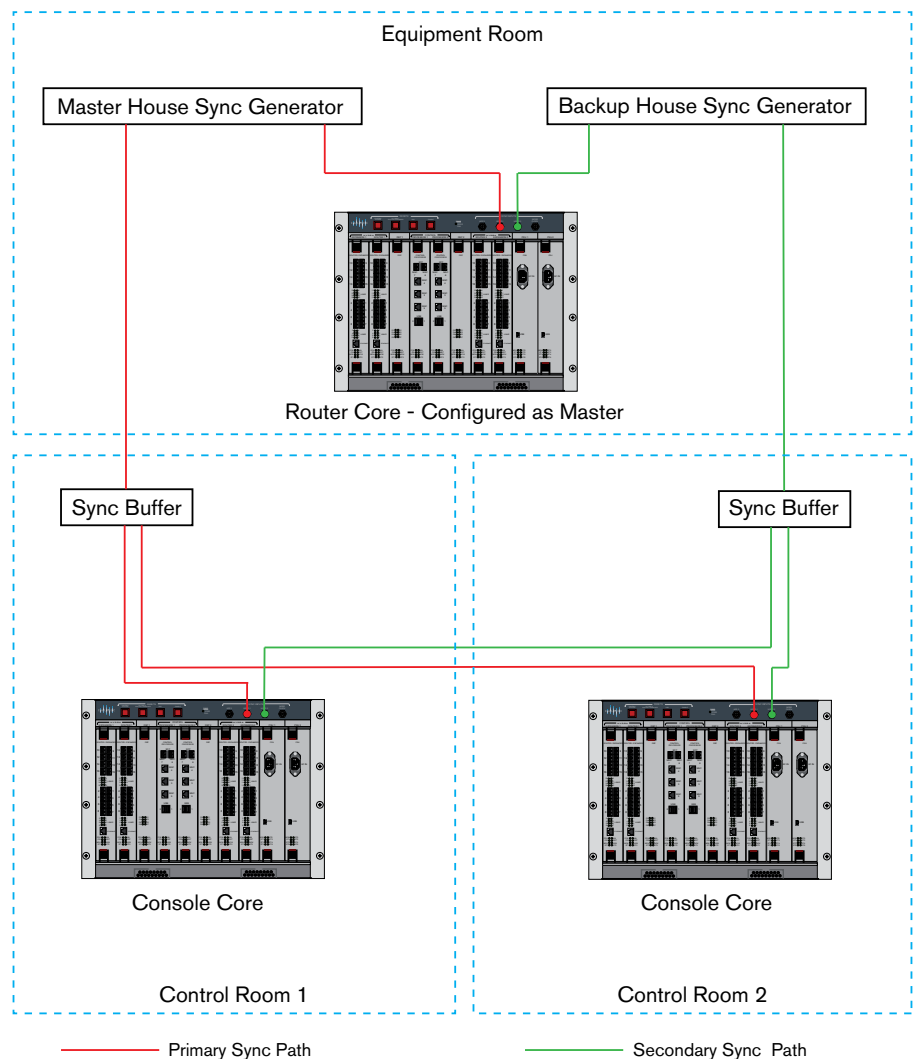 Equipment Room
Master House Sync Generator
Backup House Sync Generator
Router Core - Configured as Master
Sync Buffer
Sync Buffer
Console Core
Console Core
Control Room 1
Control Room 2
Primary Sync Path
Secondary Sync Path